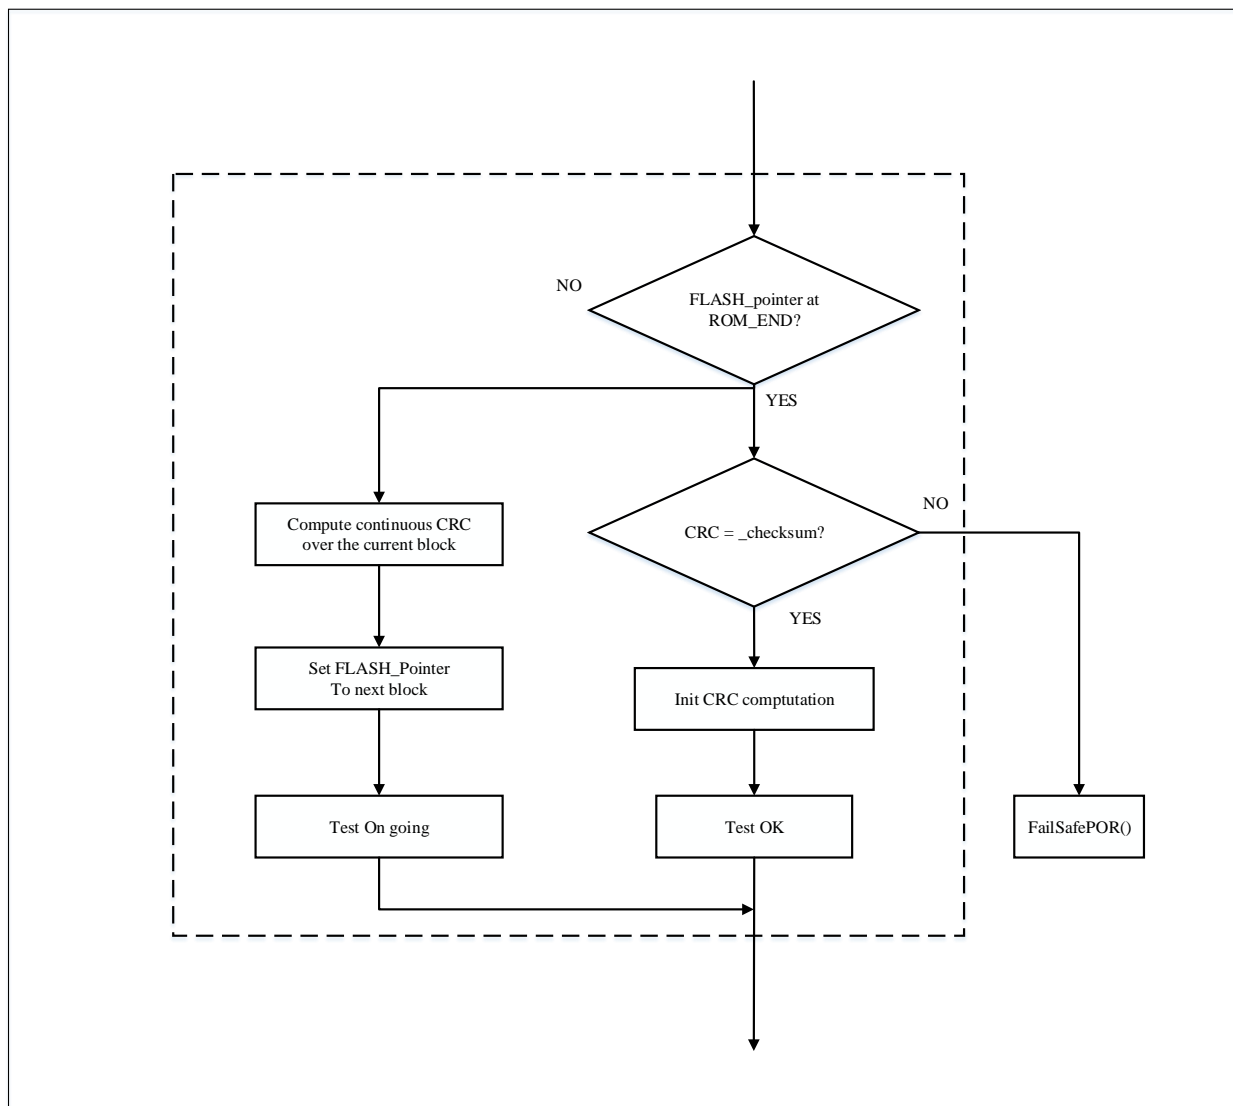 NO
FLASH_pointer at
ROM_END?
YES
Compute continuous CRC
over the current block
CRC = _checksum?
NO
YES
Set FLASH_Pointer
To next block
Init CRC comptutation
Test On going
Test OK
FailSafePOR()